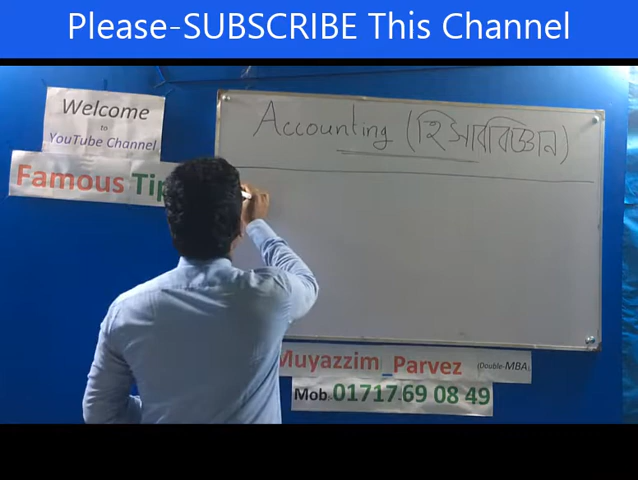 Please-SUBSCRIBE This Channel
Welcome
to
YouTube Channel
Famous Tip
Accounting (হিসাববিজ্ঞান)
Muyazzim_Parvez (Double-MBA)
Mob:01717-69 08 49